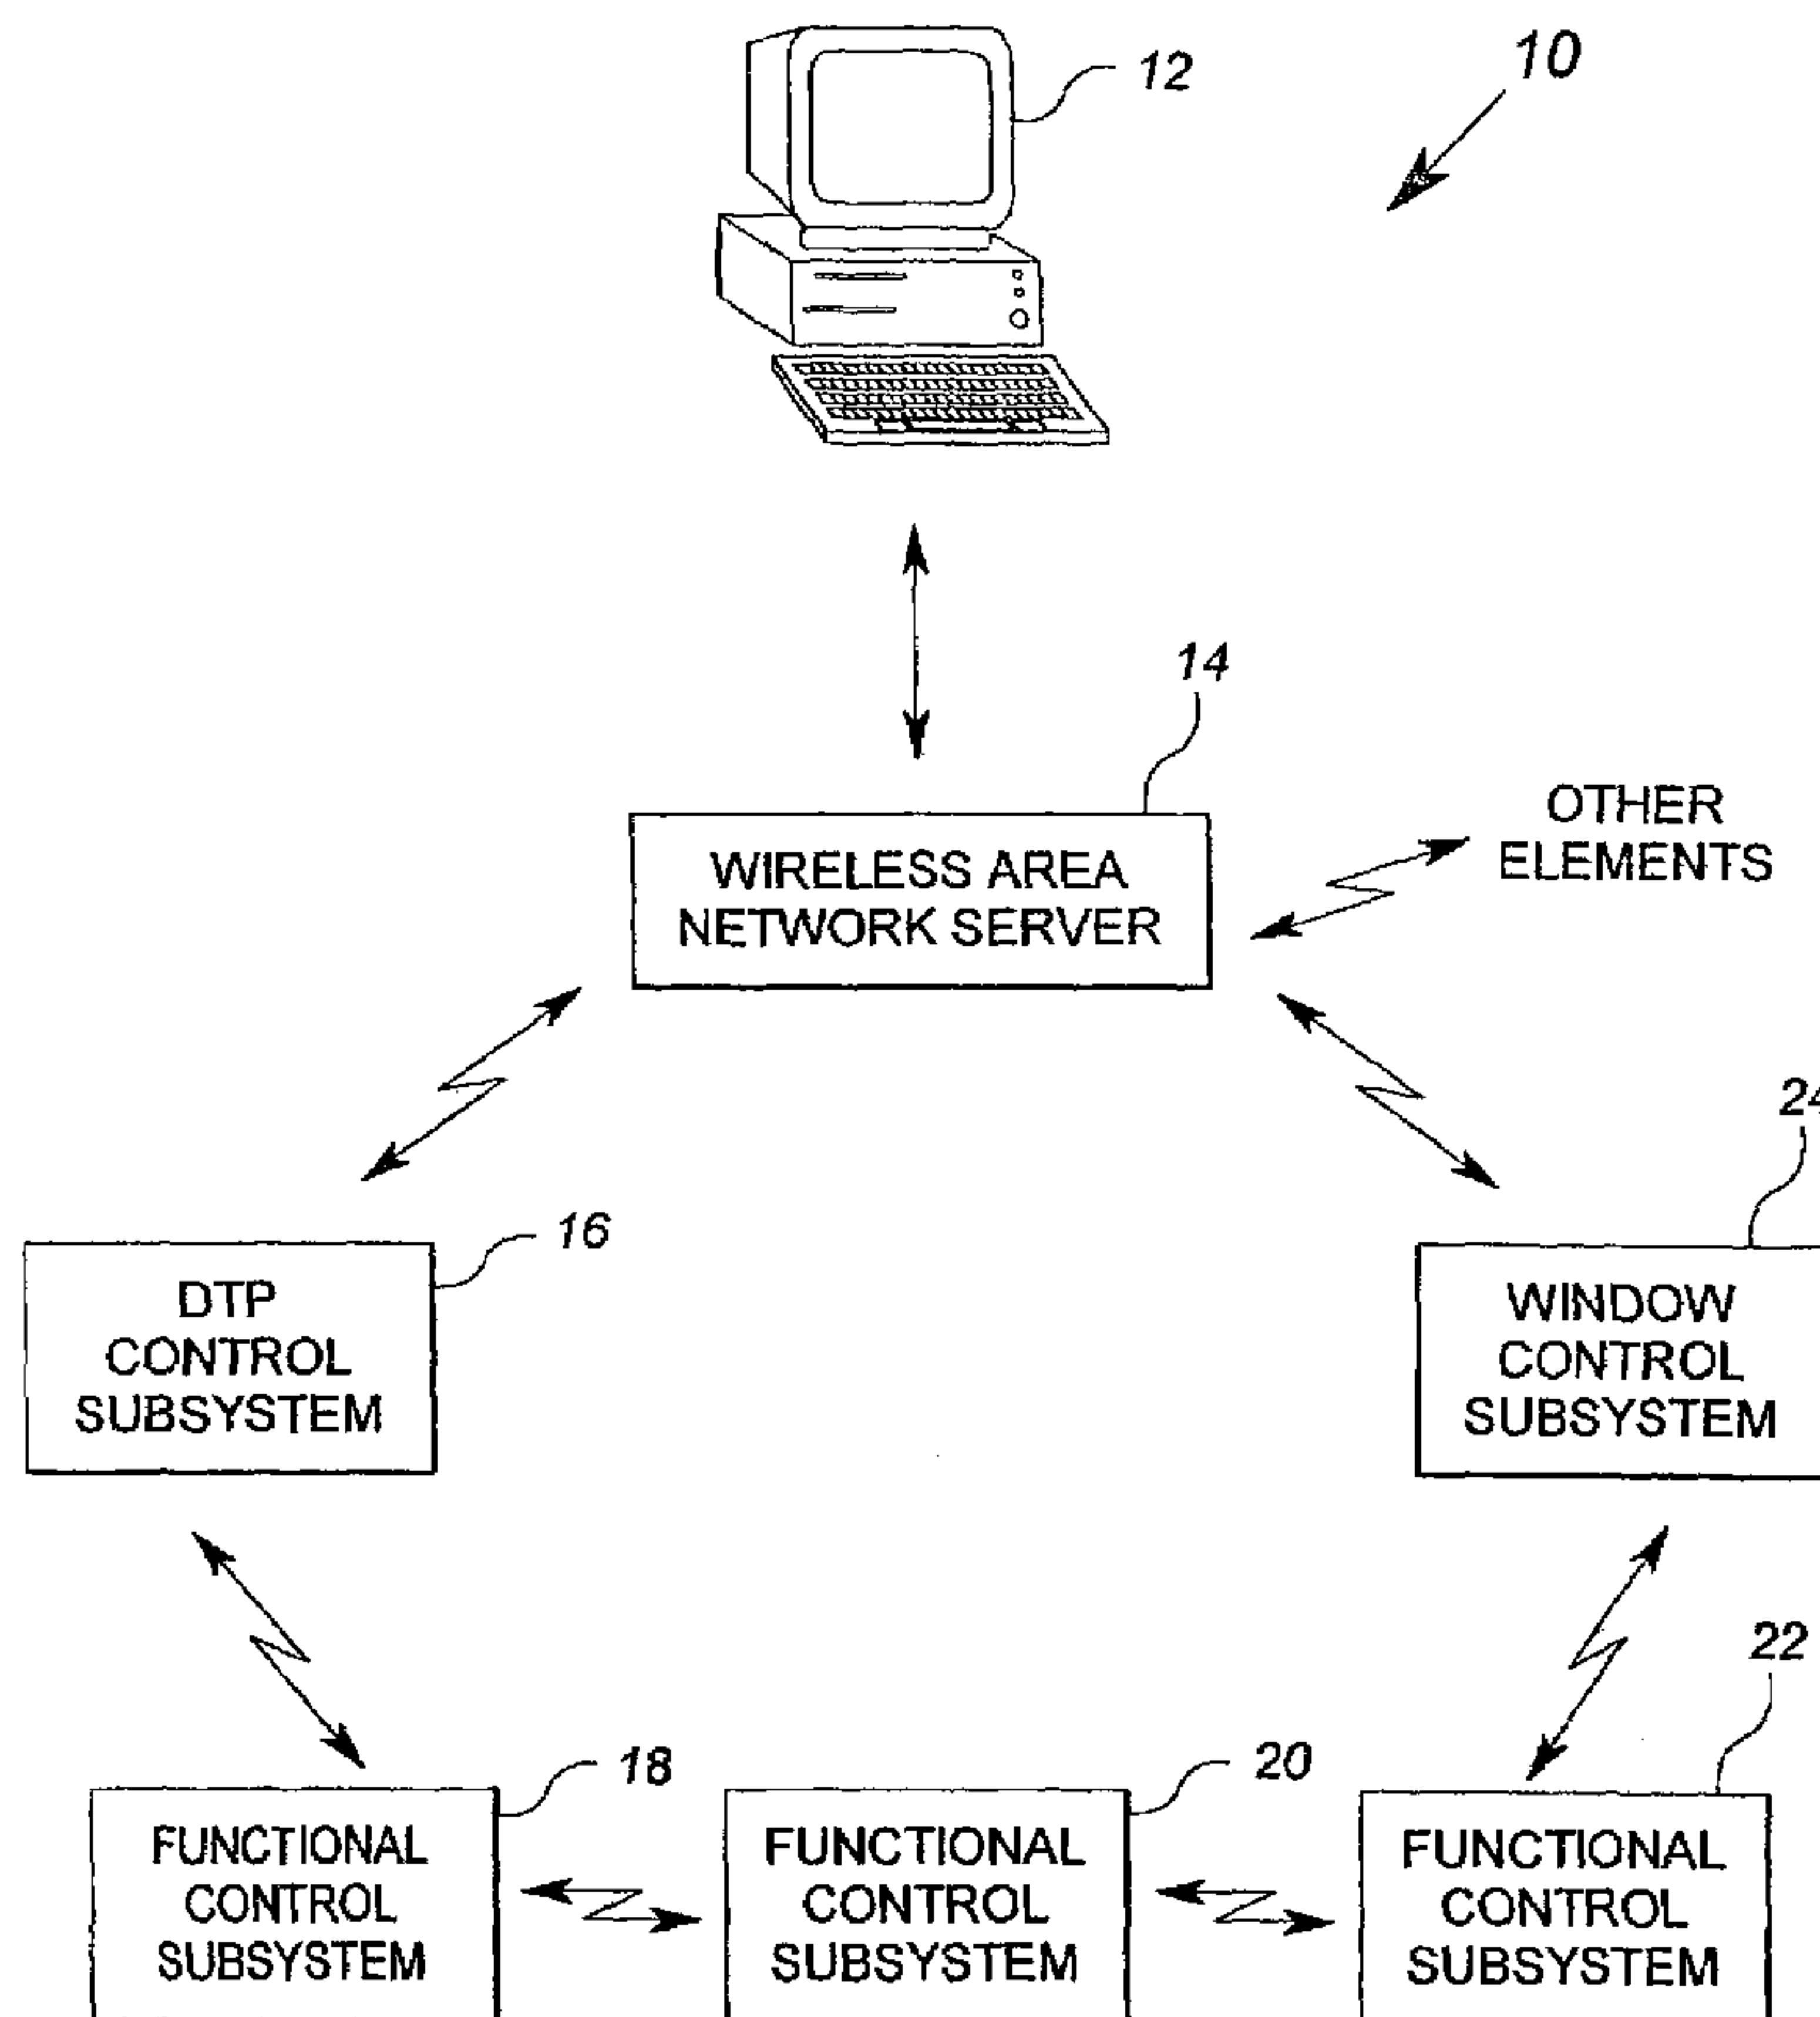 10
12
14
OTHER
ELEMENTS
WIRELESS AREA
NETWORK SERVER
24
16
DTP
CONTROL
SUBSYSTEM
WINDOW
CONTROL
SUBSYSTEM
22
18
20
FUNCTIONAL
CONTROL
SUBSYSTEM
FUNCTIONAL
CONTROL
SUBSYSTEM
FUNCTIONAL
CONTROL
SUBSYSTEM